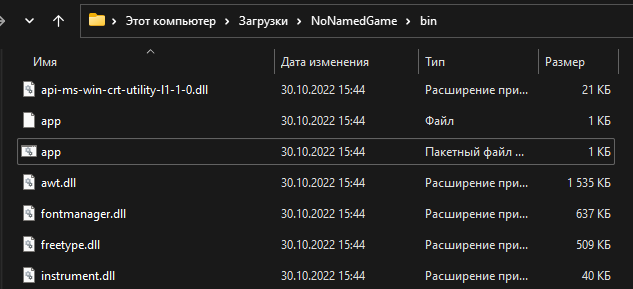 Этот компьютер > Загрузки > NoNamedGame > bin
Имя Дата изменения Тип Размер
api-ms-win-crt-utility-l1-1-0.dll 30.10.2022 15:44 Расширение при... 21 КБ
app 30.10.2022 15:44 Файл 1 КБ
app 30.10.2022 15:44 Пакетный файл ... 1 КБ
awt.dll 30.10.2022 15:44 Расширение при... 1 535 КБ
fontmanager.dll 30.10.2022 15:44 Расширение при... 637 КБ
freetype.dll 30.10.2022 15:44 Расширение при... 509 КБ
instrument.dll 30.10.2022 15:44 Расширение при... 40 КБ